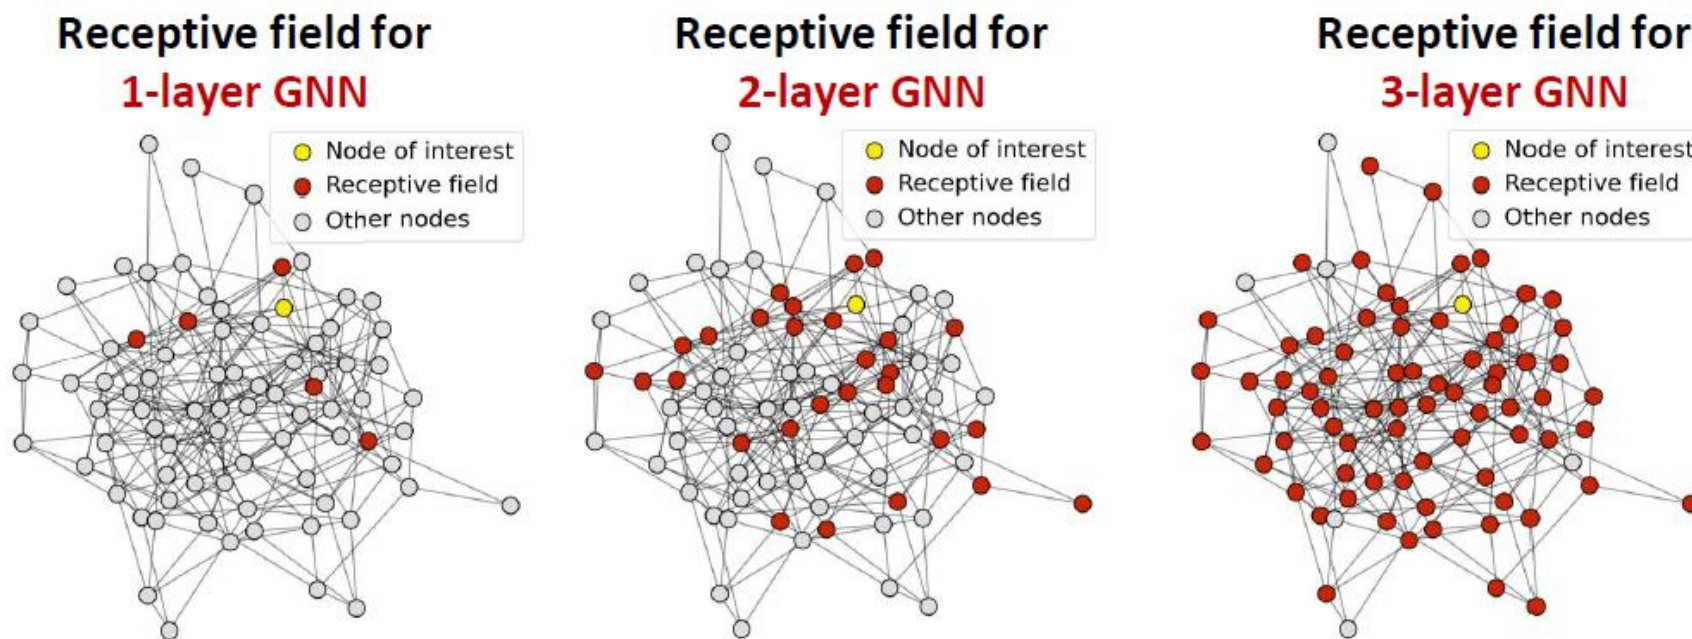 Receptive field for
1-layer GNN
Node of interest
Receptive field
Other nodes
Receptive field for
2-layer GNN
Node of interest
Receptive field
Other nodes
Receptive field for
3-layer GNN
Node of interest
Receptive field
Other nodes